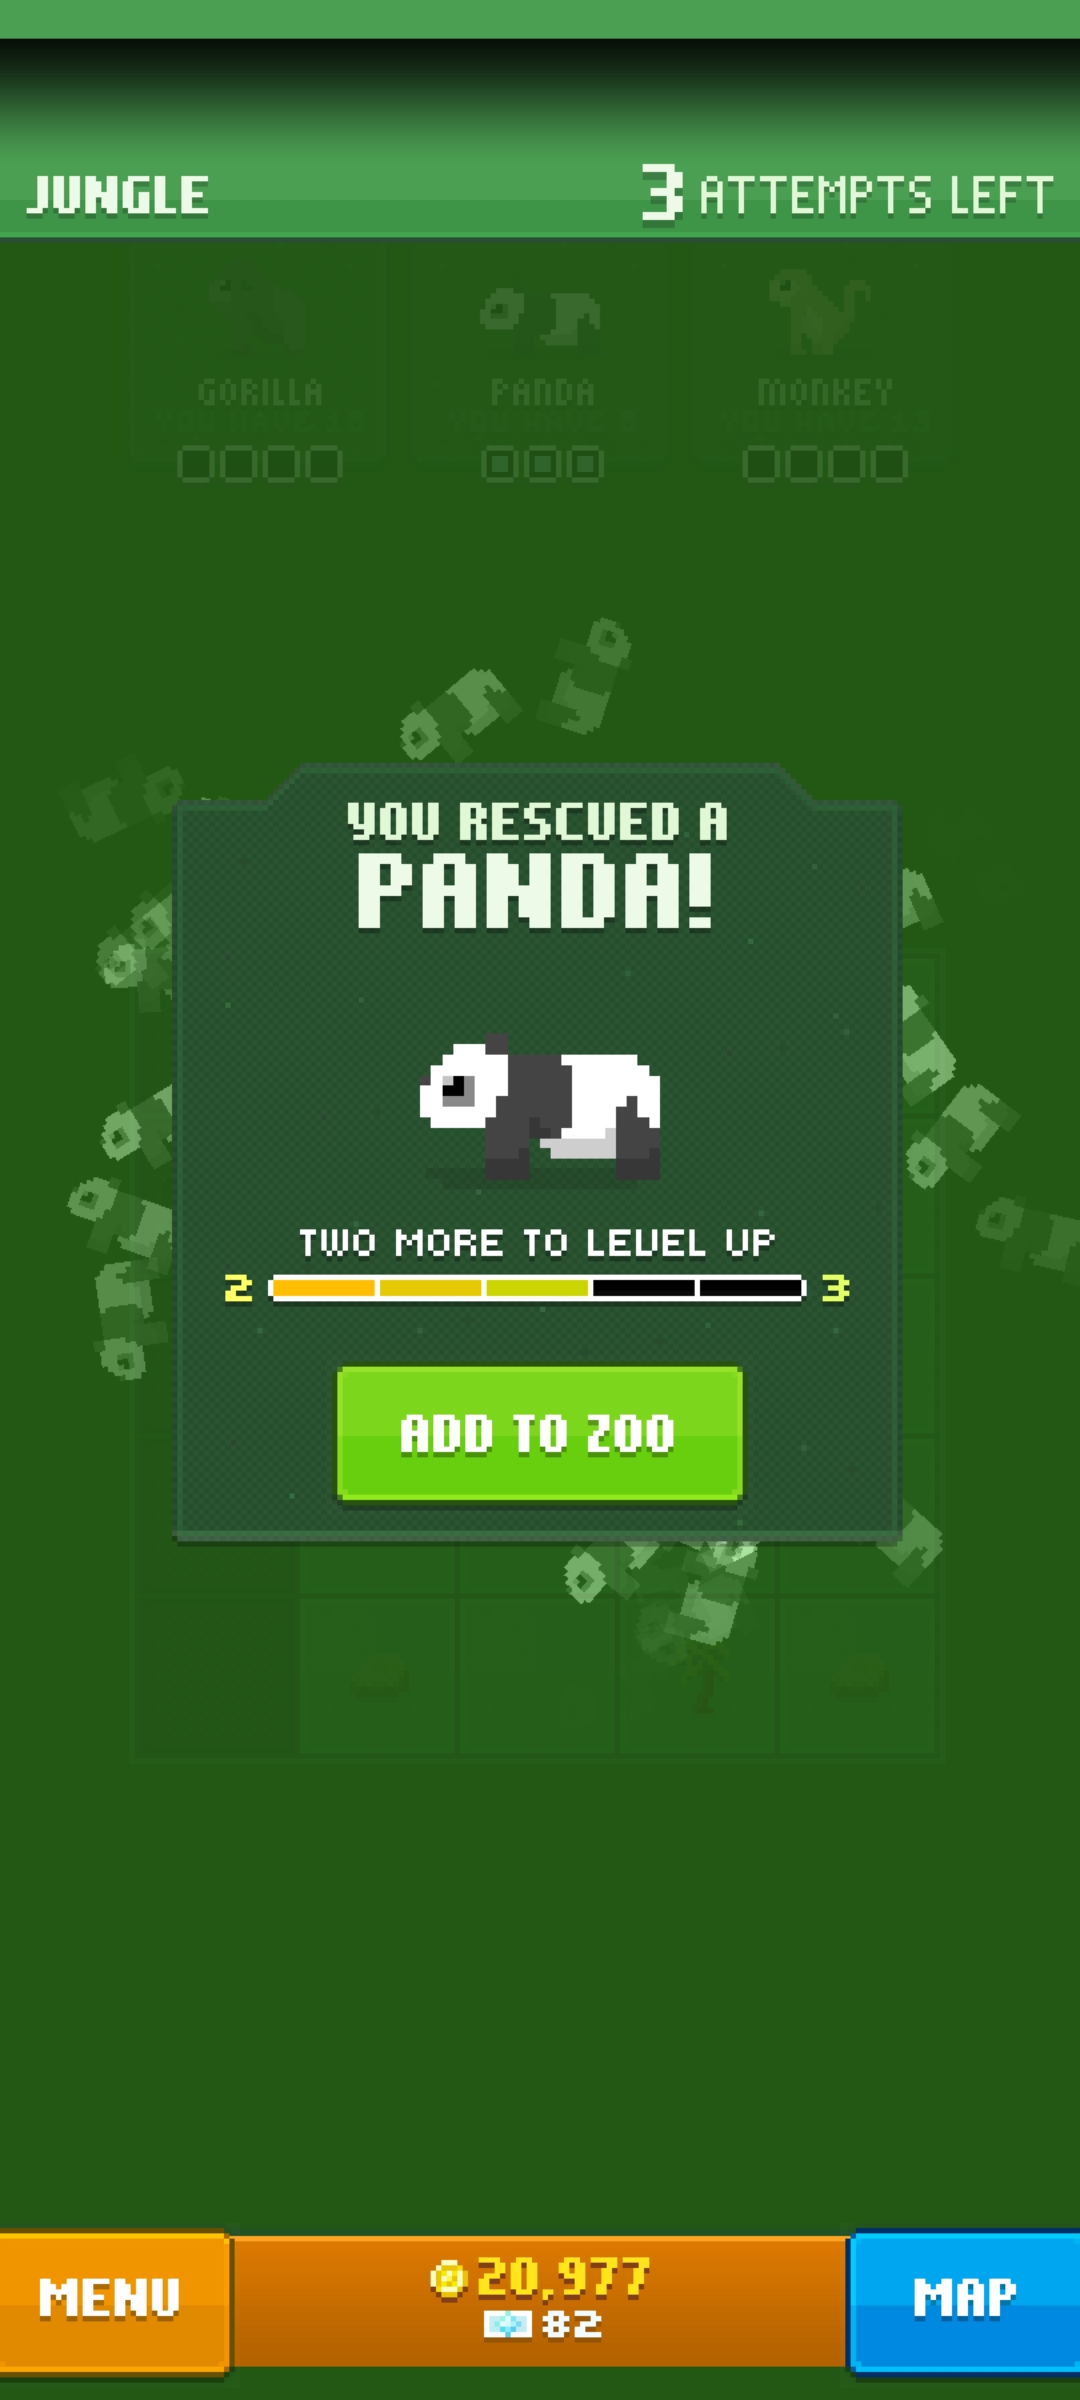 JUNGLE
3 ATTEMPTS LEFT
GORILLA
PANDA
MONKEY
YOU RESCUED A
PANDA!
TWO MORE TO LEVEL UP
2
3
ADD TO ZOO
MENU
20,977
82
MAP